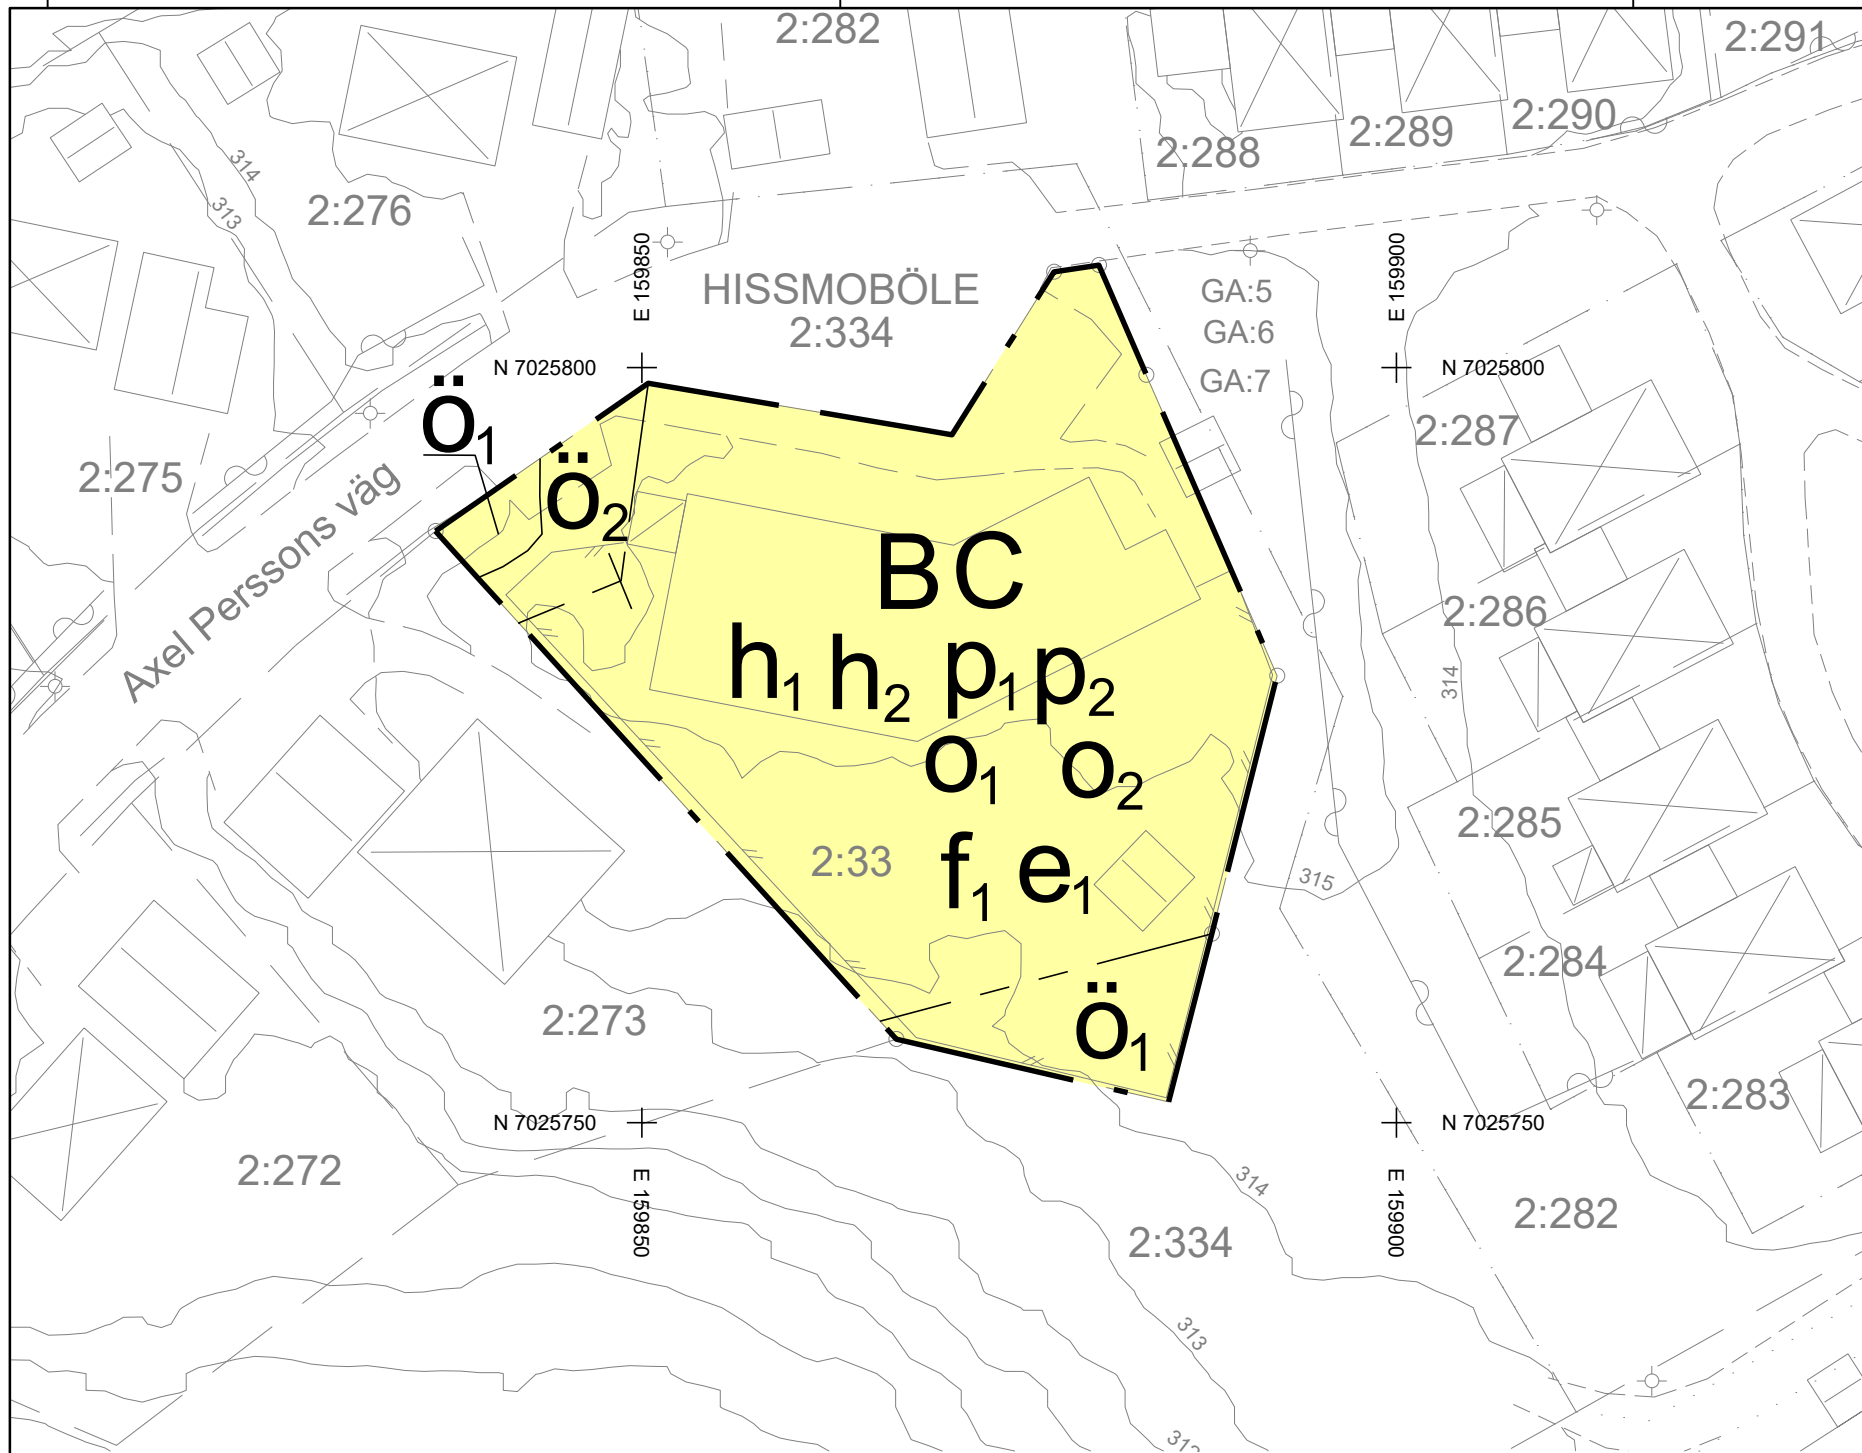 2:282
2:291
2:290
2:289
2:288
314
313
2:276
E 159850
E 159900
HISSMOBÖLE
2:334
GA:5
GA:6
GA:7
N 7025800
N 7025800
ö1
2:287
2:275
ö2
Axel Perssons väg
BC
2:286
h1 h2 p1 p2
314
o1 o2
2:285
2:33
f1 e1
315
2:284
2:273
ö1
2:283
N 7025750
N 7025750
2:272
E 159850
314
E 159900
2:282
2:334
313
312